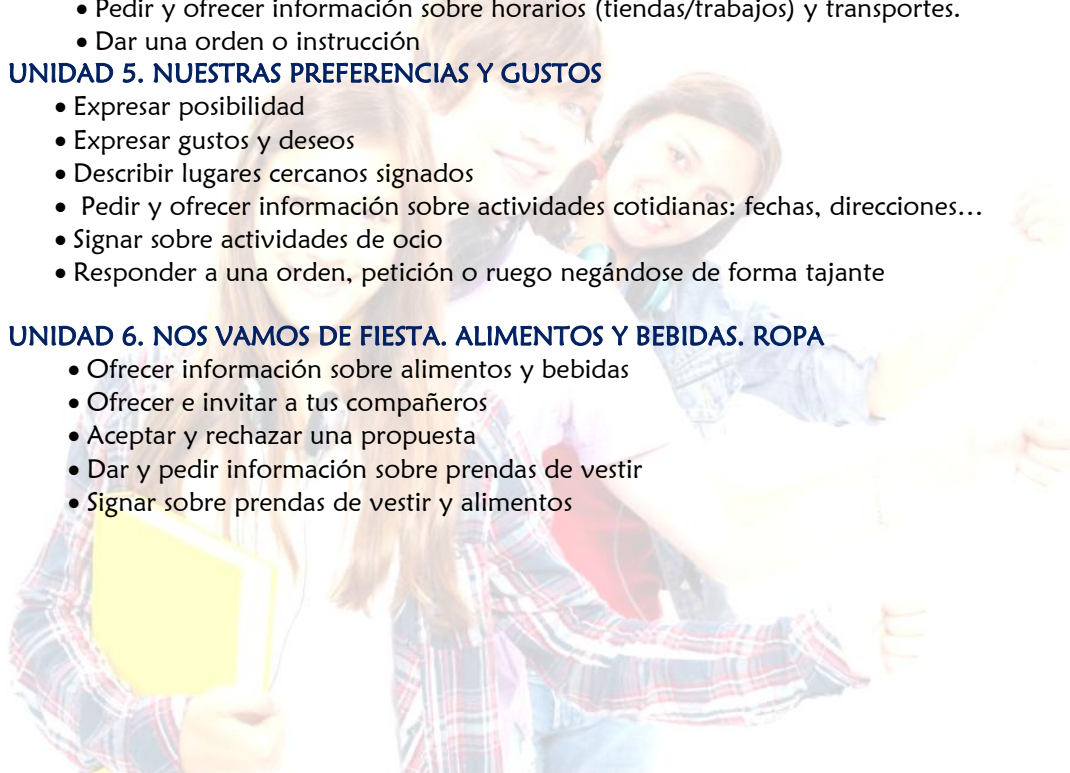 • Pedir y ofrecer información sobre horarios (tiendas/trabajos) y transportes.
• Dar una orden o instrucción
UNIDAD 5. NUESTRAS PREFERENCIAS Y GUSTOS
• Expresar posibilidad
• Expresar gustos y deseos
• Describir lugares cercanos signados
• Pedir y ofrecer información sobre actividades cotidianas: fechas, direcciones...
• Signar sobre actividades de ocio
• Responder a una orden, petición o ruego negándose de forma tajante
UNIDAD 6. NOS VAMOS DE FIESTA. ALIMENTOS Y BEBIDAS. ROPA
• Ofrecer información sobre alimentos y bebidas
• Ofrecer e invitar a tus compañeros
• Aceptar y rechazar una propuesta
• Dar y pedir información sobre prendas de vestir
• Signar sobre prendas de vestir y alimentos